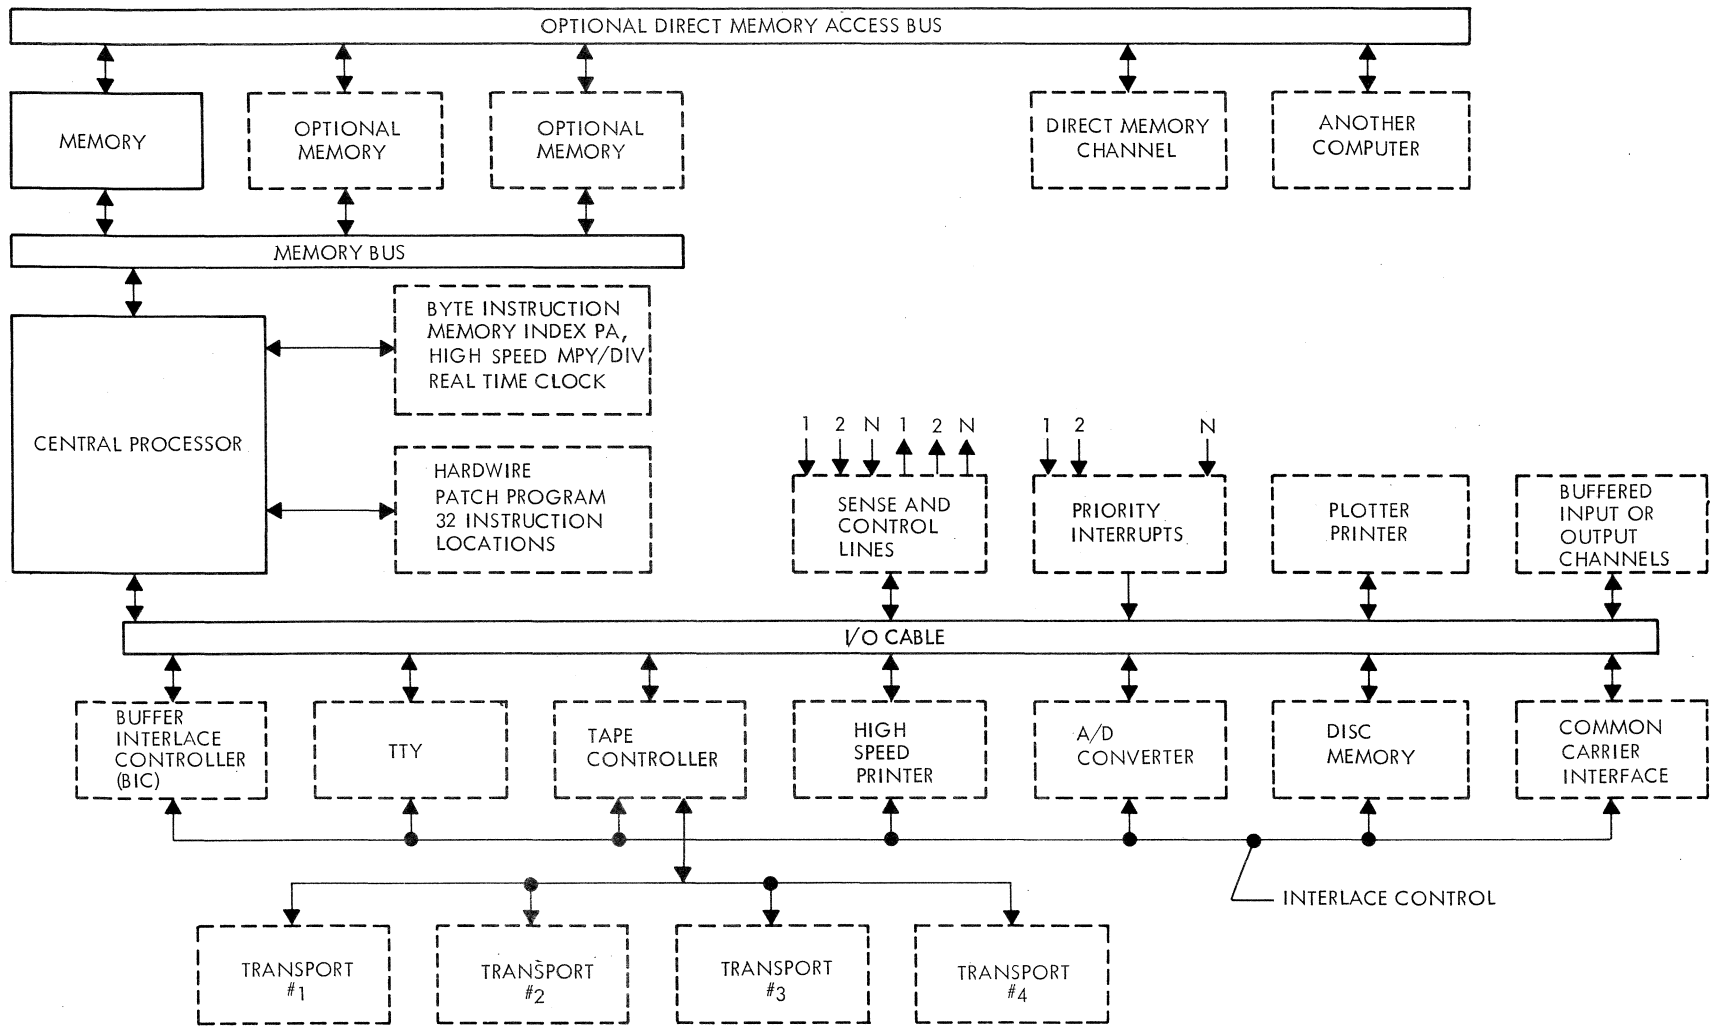 OPTIONAL DIRECT MEMORY ACCESS BUS
MEMORY
OPTIONAL
MEMORY
OPTIONAL
MEMORY
DIRECT MEMORY
CHANNEL
ANOTHER
COMPUTER
MEMORY BUS
BYTE INSTRUCTION
MEMORY INDEX PA,
HIGH SPEED MPY/DIV
REAL TIME CLOCK
CENTRAL PROCESSOR
HARDWIRE
PATCH PROGRAM
32 INSTRUCTION
LOCATIONS
1 2 N 1 2 N
SENSE AND
CONTROL
LINES
1 2 N
PRIORITY
INTERRUPTS
PLOTTER
PRINTER
BUFFERED
INPUT OR
OUTPUT
CHANNELS
I/O CABLE
BUFFER
INTERLACE
CONTROLLER
(BIC)
TTY
TAPE
CONTROLLER
HIGH
SPEED
PRINTER
A/D
CONVERTER
DISC
MEMORY
COMMON
CARRIER
INTERFACE
INTERLACE CONTROL
TRANSPORT
#1
TRANSPORT
#2
TRANSPORT
#3
TRANSPORT
#4